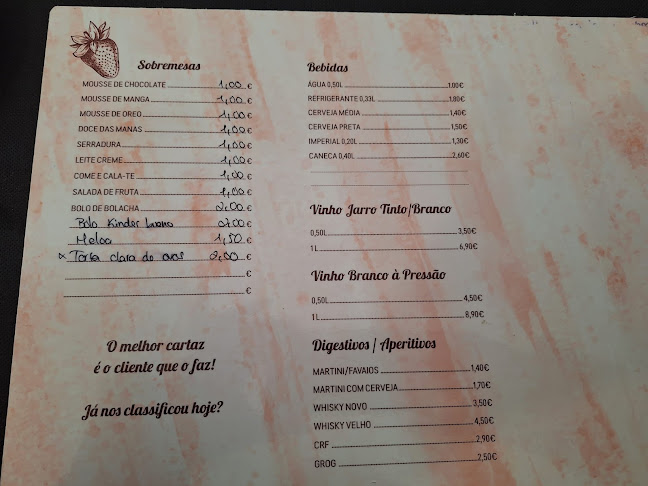 Sobremesas
MOUSSE DE CHOCOLATE 1,00 €
MOUSSE DE MANGA 1,00 €
MOUSSE DE OREO 1,00 €
DOCE DAS MANAS 1,00 €
SERRADURA 1,00 €
LEITE CREME 1,00 €
COME E CALA-TE 1,00 €
SALADA DE FRUTA 1,00 €
BOLO DE BOLACHA 2,00 €
Bolo Kinder Bueno €
Meloa 1,50 €
Torta clara de ovos 2,00 €
€
€
O melhor cartaz
é o cliente que o faz!
Já nos classificou hoje?
Bebidas
ÁGUA 0,50L 1,00€
REFRIGERANTE 0,33L 1,80€
CERVEJA MÉDIA 1,40€
CERVEJA PRETA 1,50€
IMPERIAL 0,20L 1,30€
CANECA 0,40L 2,60€
Vinho Jarro Tinto/Branco
0,50L 3,50€
1 L 6,90€
Vinho Branco à Pressão
0,50L 4,50€
1 L 8,90€
Digestivos / Aperitivos
MARTINI/FAVAIOS 1,40€
MARTINI COM CERVEJA 1,70€
WHISKY NOVO 3,50€
WHISKY VELHO 4,50€
CRF 2,90€
GROG 2,50€